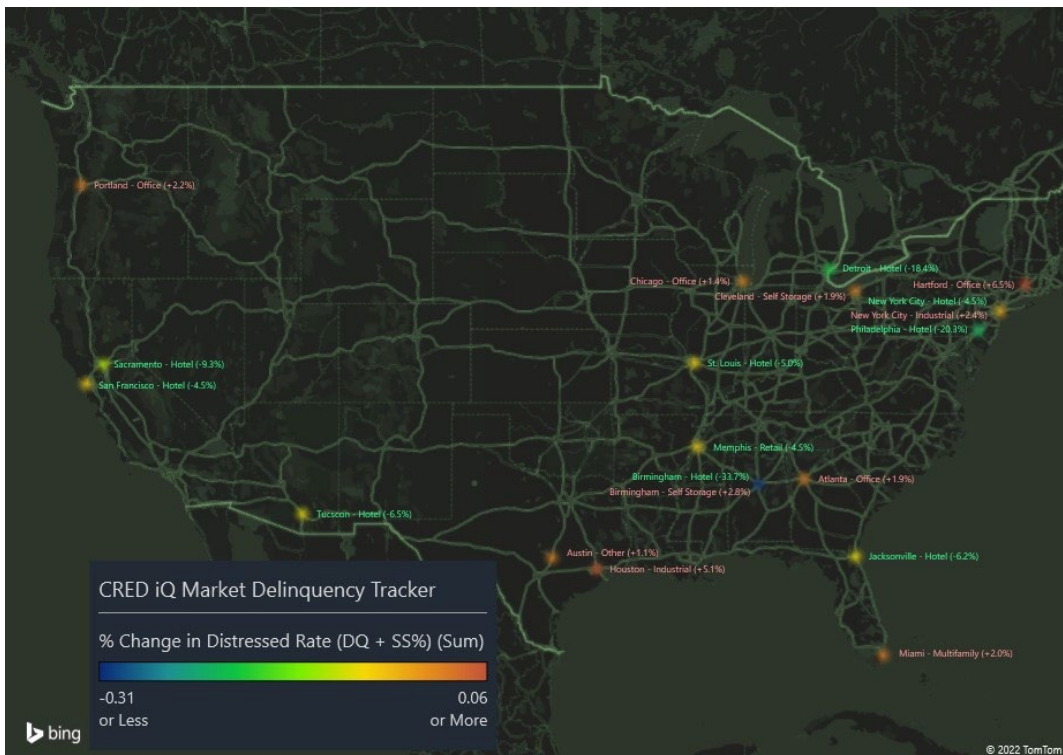 Portland - Office (+2.2%)
Detroit - Hotel (-18.4%)
Chicago - Office (+1.4%)
Hartford - Office (+6.5%)
Cleveland - Self Storage (+1.9%)
New York City - Hotel (-4.5%)
New York City - Industrial (+2.4%)
Philadelphia - Hotel (-20.3%)
Sacramento - Hotel (-9.3%)
St. Louis - Hotel (-5.0%)
San Francisco - Hotel (-4.5%)
Memphis - Retail (-4.5%)
Birmingham - Hotel (-33.7%)
Atlanta - Office (+1.9%)
Birmingham - Self Storage (+2.8%)
Tucscon - Hotel (-6.5%)
Austin - Other (+1.1%)
Jacksonville - Hotel (-6.2%)
Houston - Industrial (+5.1%)
Miami - Multifamily (+2.0%)
CRED iQ Market Delinquency Tracker
% Change in Distressed Rate (DQ + SS%) (Sum)
-0.31 0.06
or Less or More
bing
© 2022 TomTom